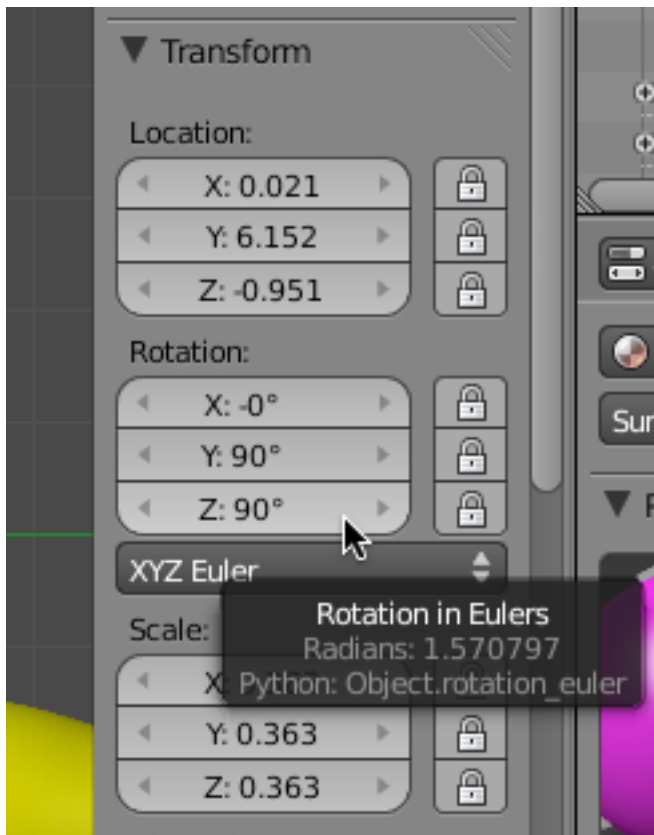 Transform
Location:
X: 0.021
Y: 6.152
Z: -0.951
Rotation:
X: -0°
Y: 90°
Z: 90°
XYZ Euler
Rotation in Eulers
Radians: 1.570797
Python: Object.rotation_euler
Scale:
X
Y: 0.363
Z: 0.363
Sur